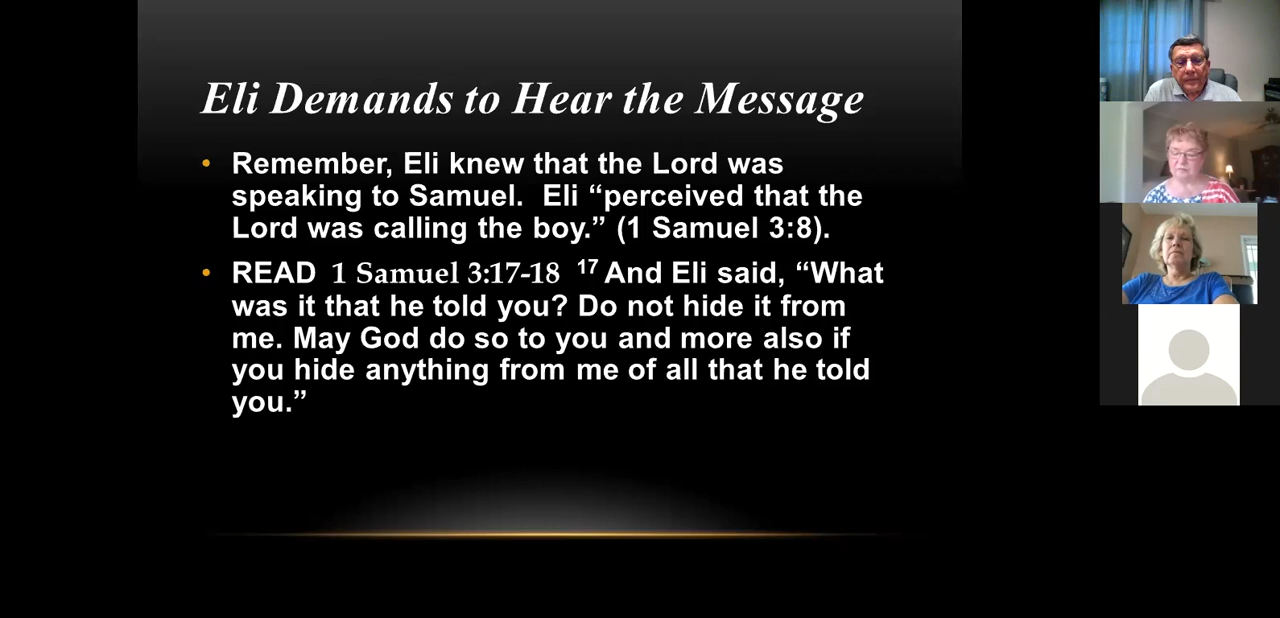 Eli Demands to Hear the Message
• Remember, Eli knew that the Lord was
speaking to Samuel.  Eli “perceived that the
Lord was calling the boy.” (1 Samuel 3:8).
• READ  1 Samuel 3:17-18  17 And Eli said, “What
was it that he told you? Do not hide it from
me. May God do so to you and more also if
you hide anything from me of all that he told
you.”